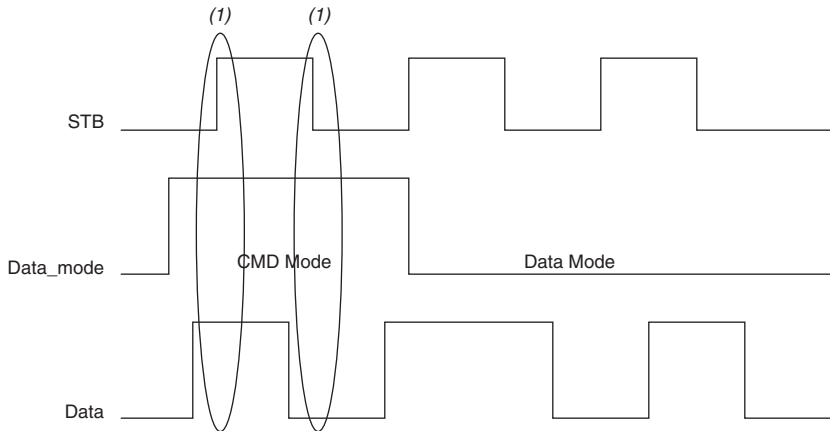 (1) (1)
STB
Data_mode
CMD Mode
Data Mode
Data